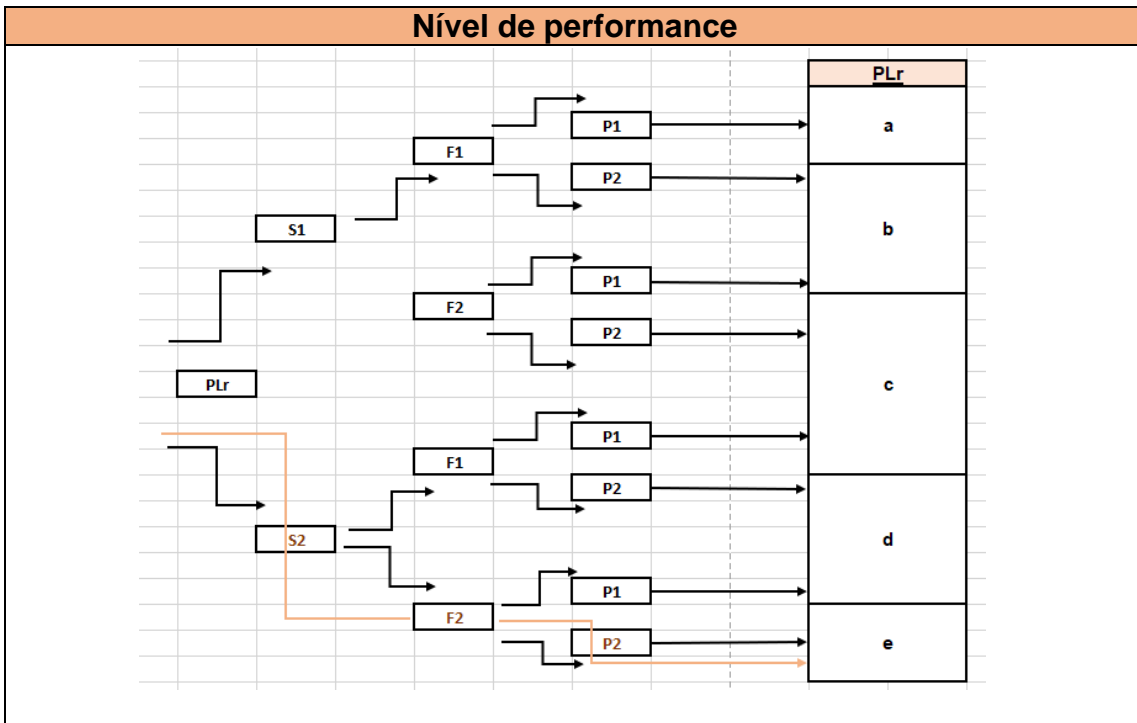 Nível de performance
PLr
P1
a
F1
P2
S1
b
P1
F2
P2
PLr
c
P1
F1
P2
S2
d
P1
F2
P2
e